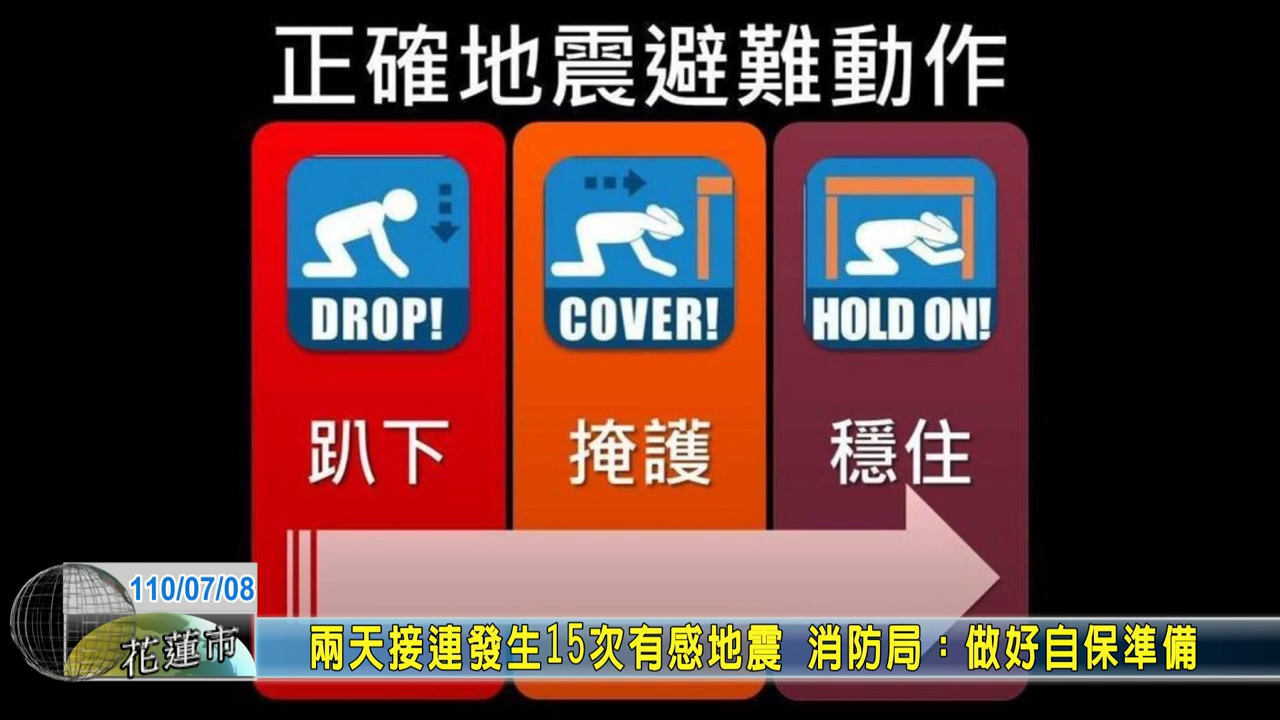 正確地震避難動作
DROP!
COVER!
HOLD ON!
趴下
掩護
穩住
110/07/08
花蓮市
兩天接連發生15次有感地震 消防局：做好自保準備